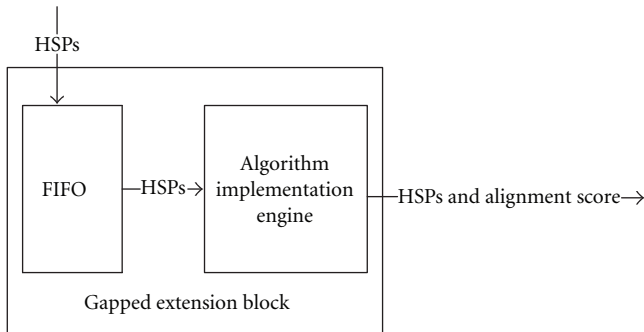 HSPs
FIFO
HSPs
Algorithm
implementation
engine
HSPs and alignment score
Gapped extension block